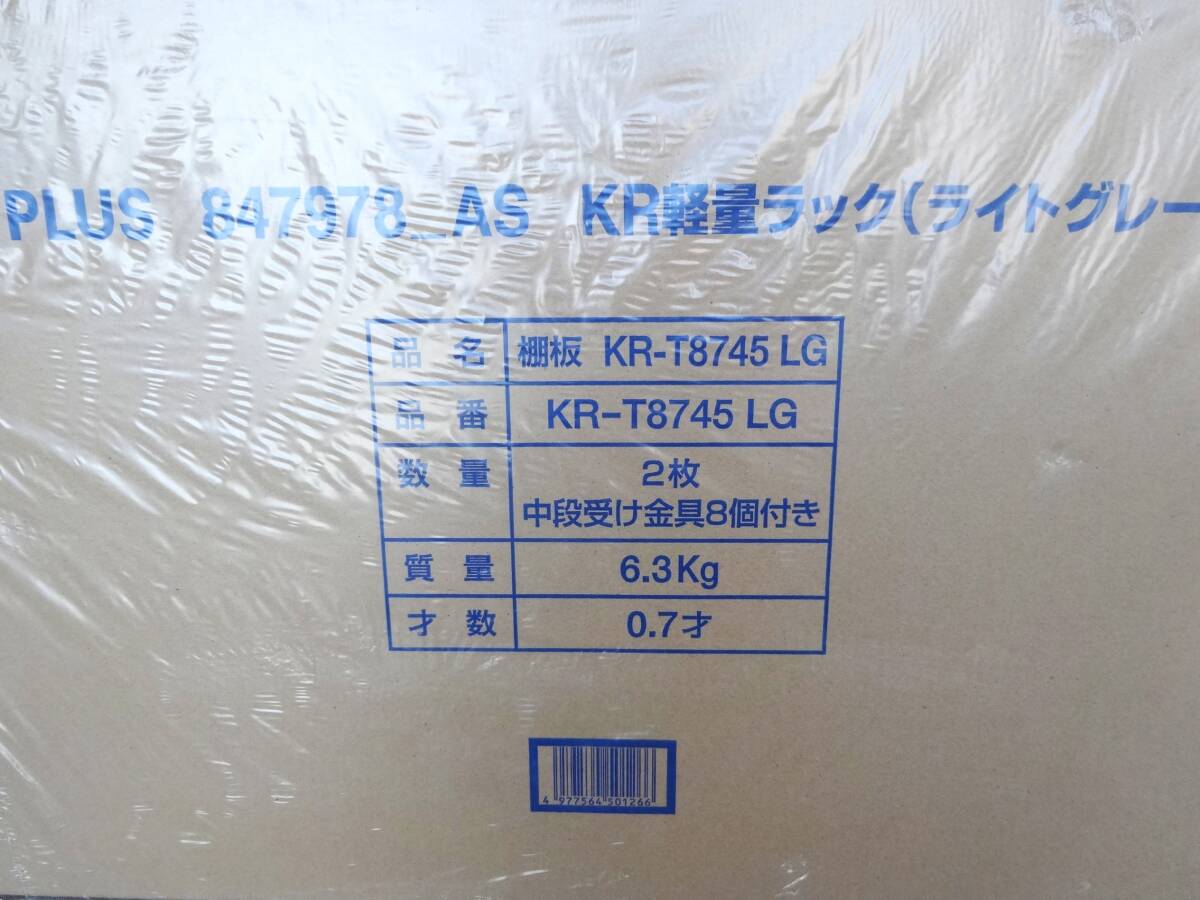 PLUS 847978_AS KR軽量ラック(ライトグレー
品名 棚板 KR-T8745 LG
品番 KR-T8745 LG
数量 2枚
中段受け金具8個付き
質量 6.3Kg
才数 0.7才
4 977564 501266